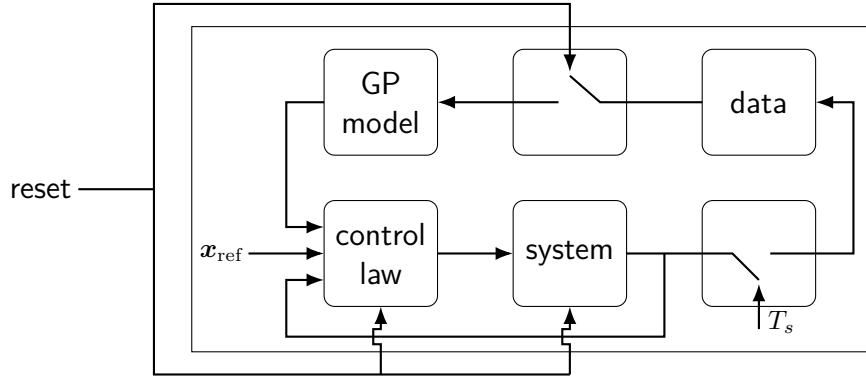 GP
model
data
reset
x_ref
control
law
system
T_s